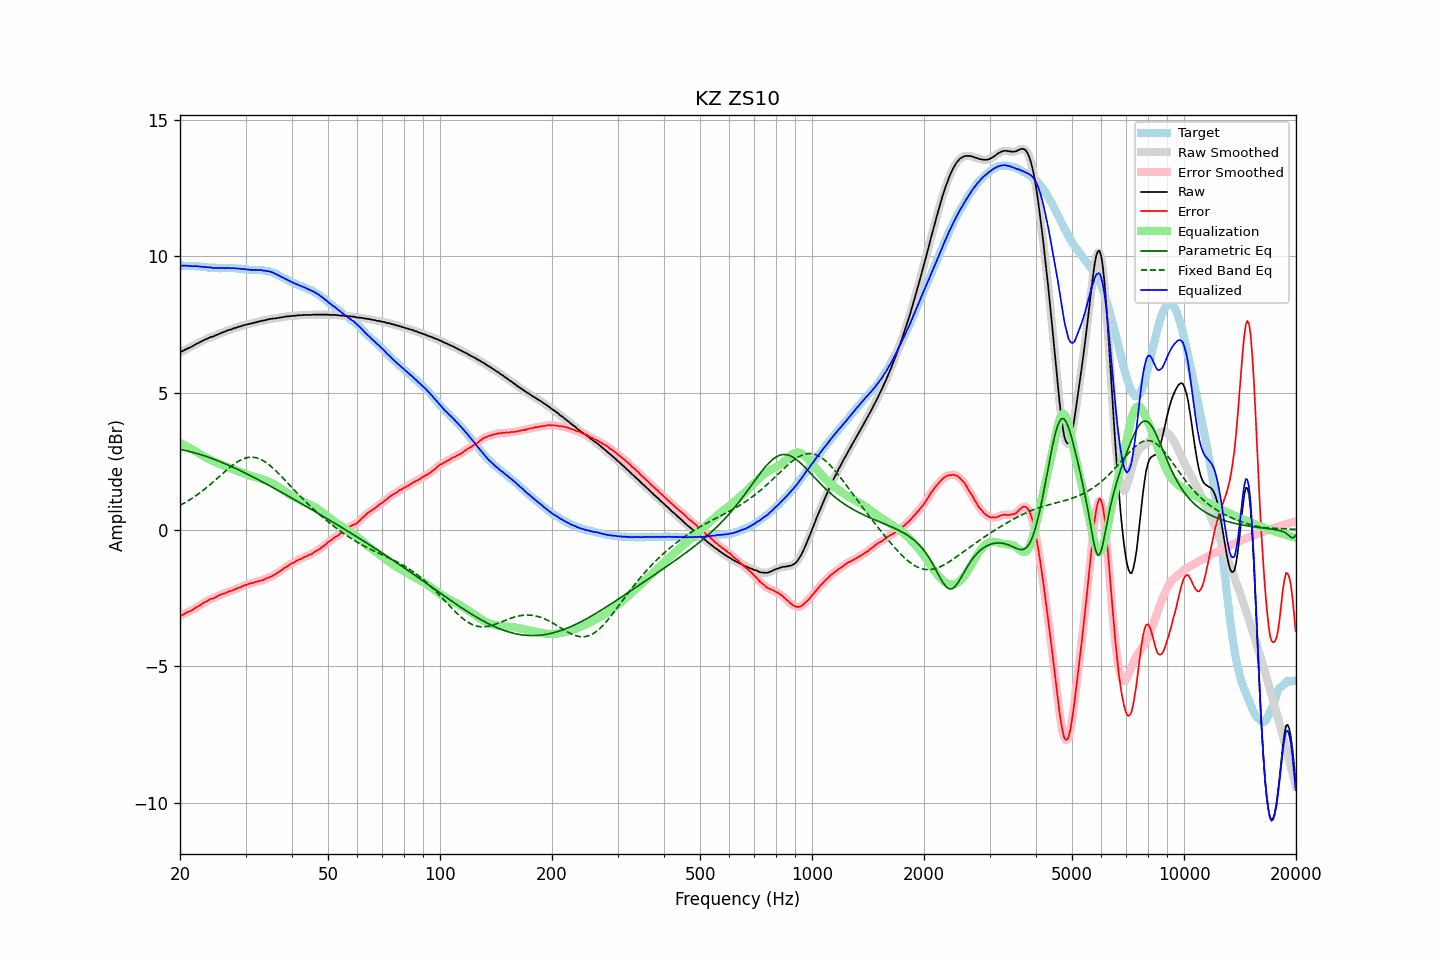 KZ ZS10
15
10
5
0
−5
−10
Amplitude (dBr)
20
50
100
200
500
1000
2000
5000
10000
20000
Frequency (Hz)
Target
Raw Smoothed
Error Smoothed
Raw
Error
Equalization
Parametric Eq
Fixed Band Eq
Equalized